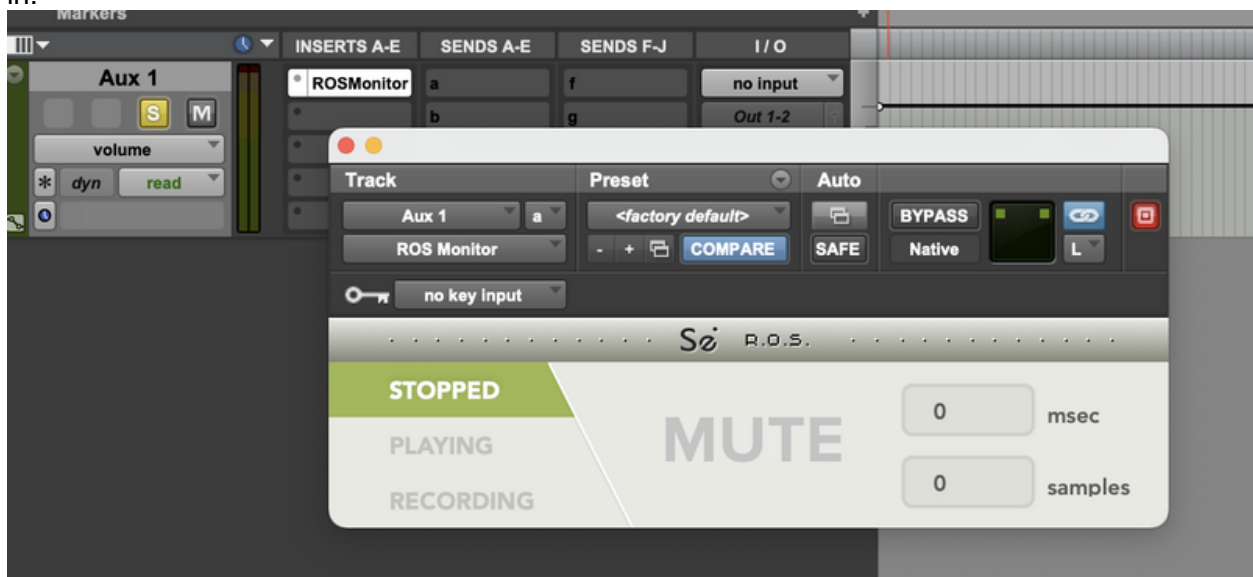 in.
Markers
INSERTS A-E SENDS A-E SENDS F-J I / O
Aux 1
ROSMonitor a f no input
S M
b g Out 1-2
volume
dyn read
Track Preset Auto
Aux 1 a <factory default> BYPASS
ROS Monitor - + COMPARE SAFE Native L
no key input
R.O.S.
STOPPED
PLAYING
RECORDING
MUTE
0 msec
0 samples